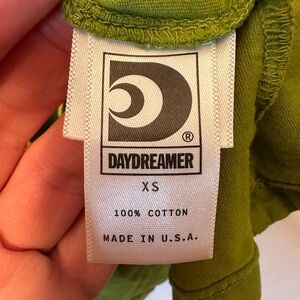 ®
DAYDREAMER
XS
100% COTTON
MADE IN U.S.A.